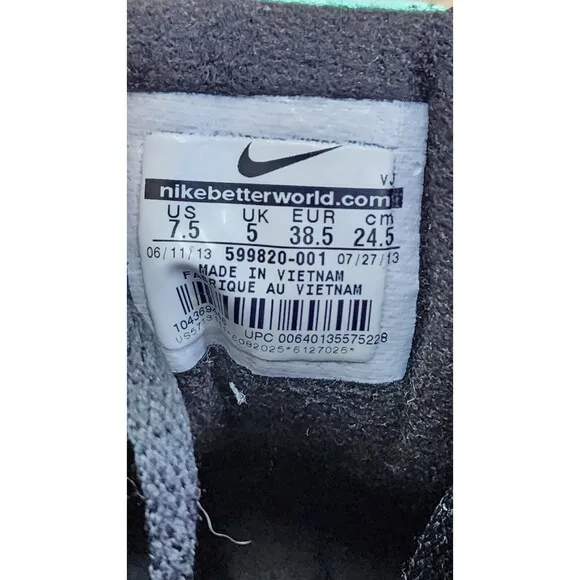 VJ
nikebetterworld.com
US UK EUR cm
7.5 5 38.5 24.5
06/11/13 599820-001 07/27/13
MADE IN VIETNAM
FABRIQUE AU VIETNAM
UPC 00640135575228